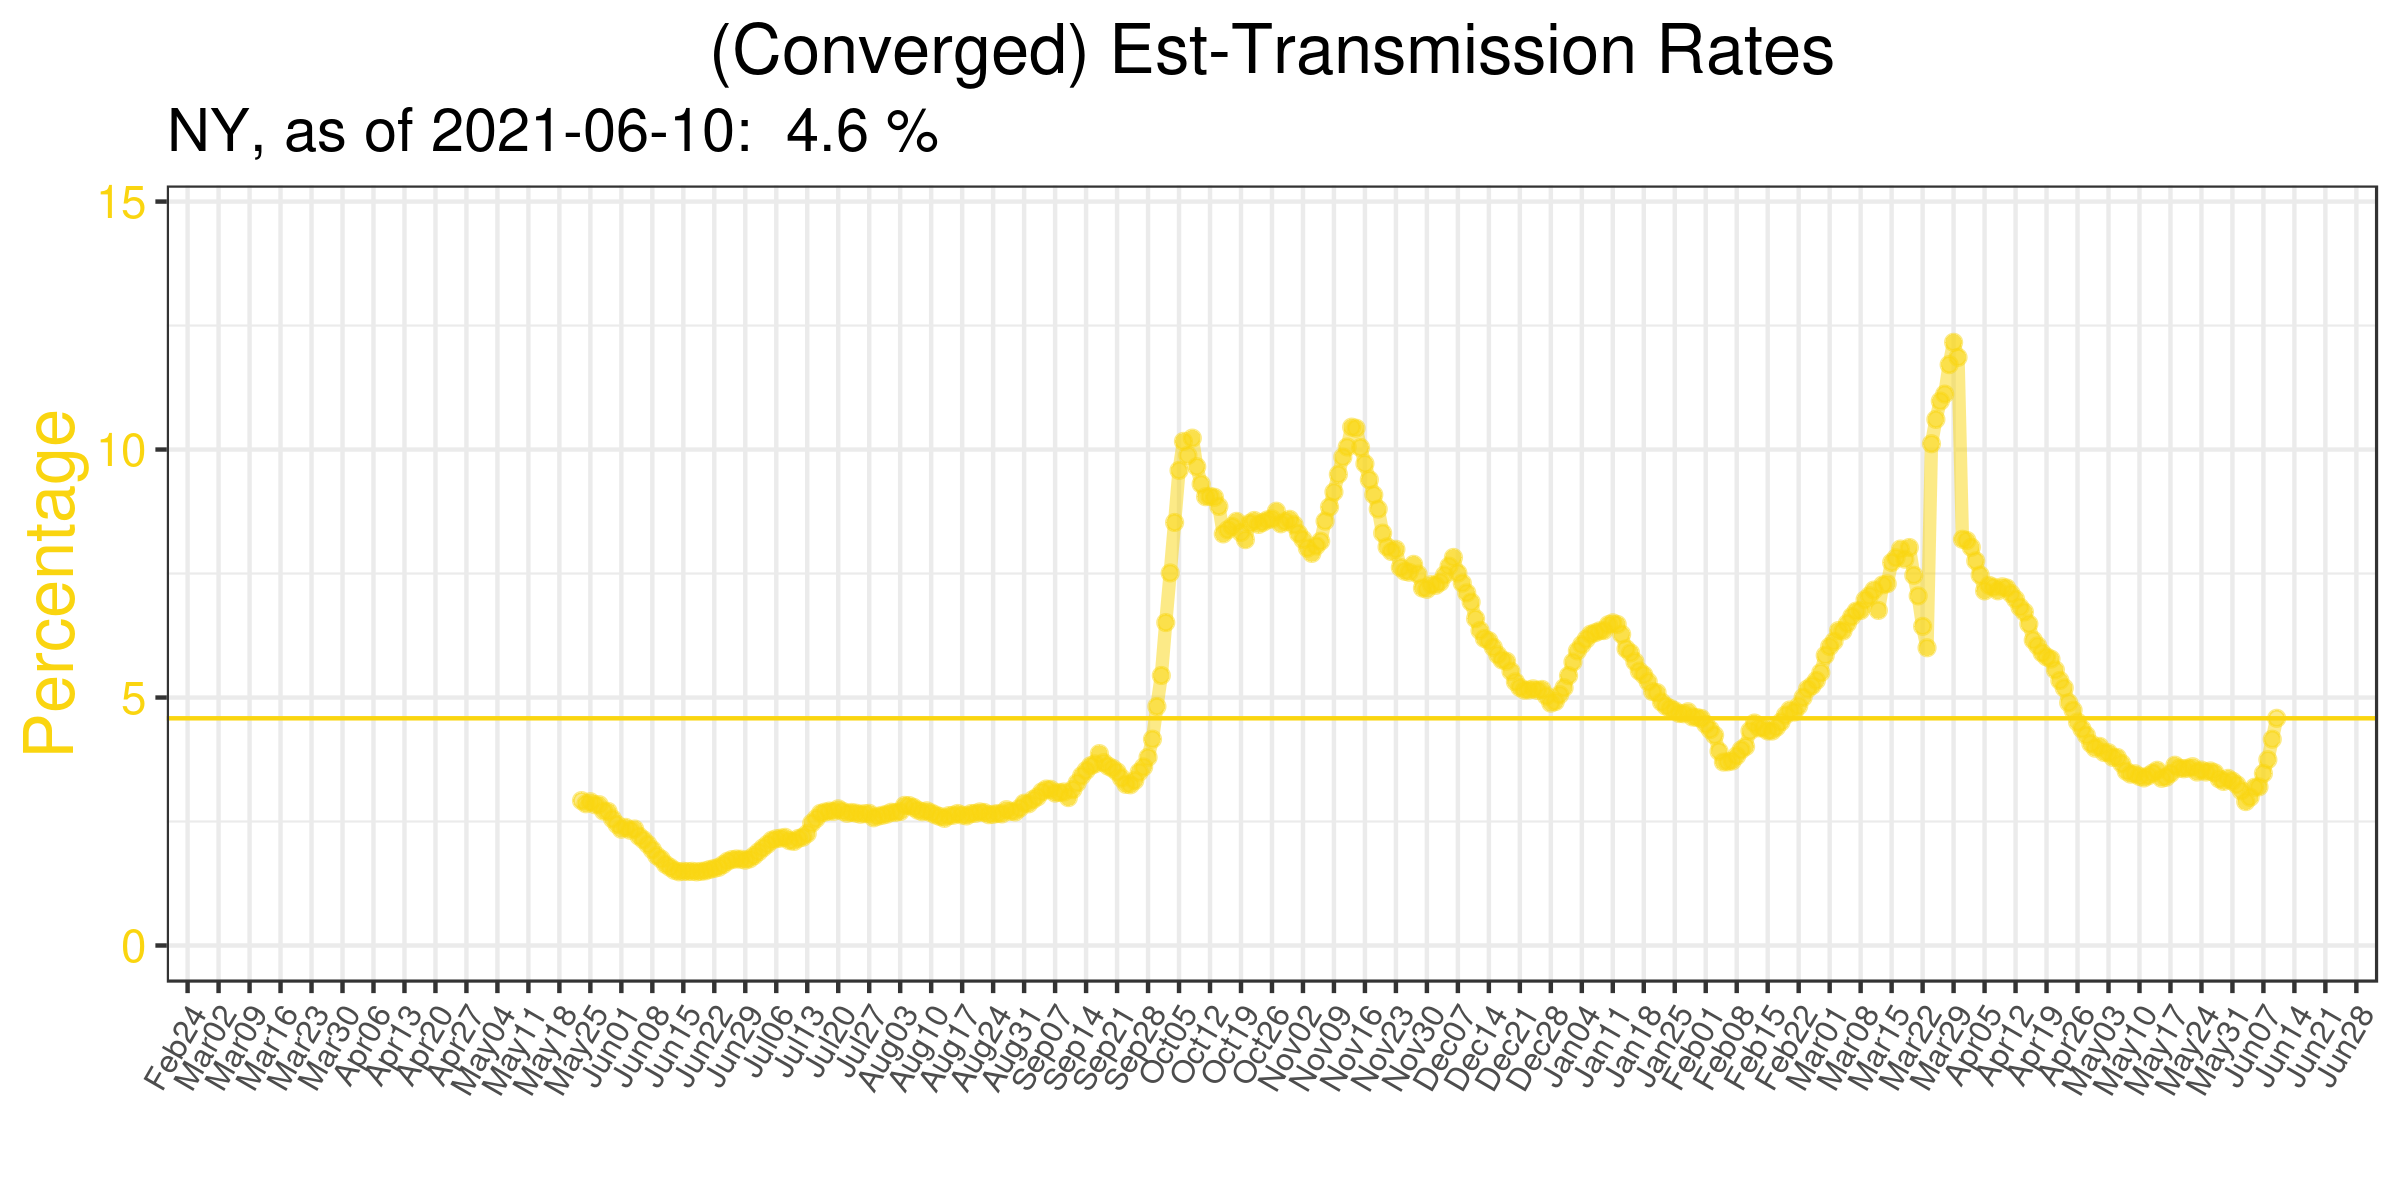 (Converged) Est-Transmission Rates
NY, as of 2021-06-10:  4.6 %
Percentage
15
10
5
0
Feb24
Mar02
Mar09
Mar16
Mar23
Mar30
Apr06
Apr13
Apr20
Apr27
May04
May11
May18
May25
Jun01
Jun08
Jun15
Jun22
Jun29
Jul06
Jul13
Jul20
Jul27
Aug03
Aug10
Aug17
Aug24
Aug31
Sep07
Sep14
Sep21
Sep28
Oct05
Oct12
Oct19
Oct26
Nov02
Nov09
Nov16
Nov23
Nov30
Dec07
Dec14
Dec21
Dec28
Jan04
Jan11
Jan18
Jan25
Feb01
Feb08
Feb15
Feb22
Mar01
Mar08
Mar15
Mar22
Mar29
Apr05
Apr12
Apr19
Apr26
May03
May10
May17
May24
May31
Jun07
Jun14
Jun21
Jun28